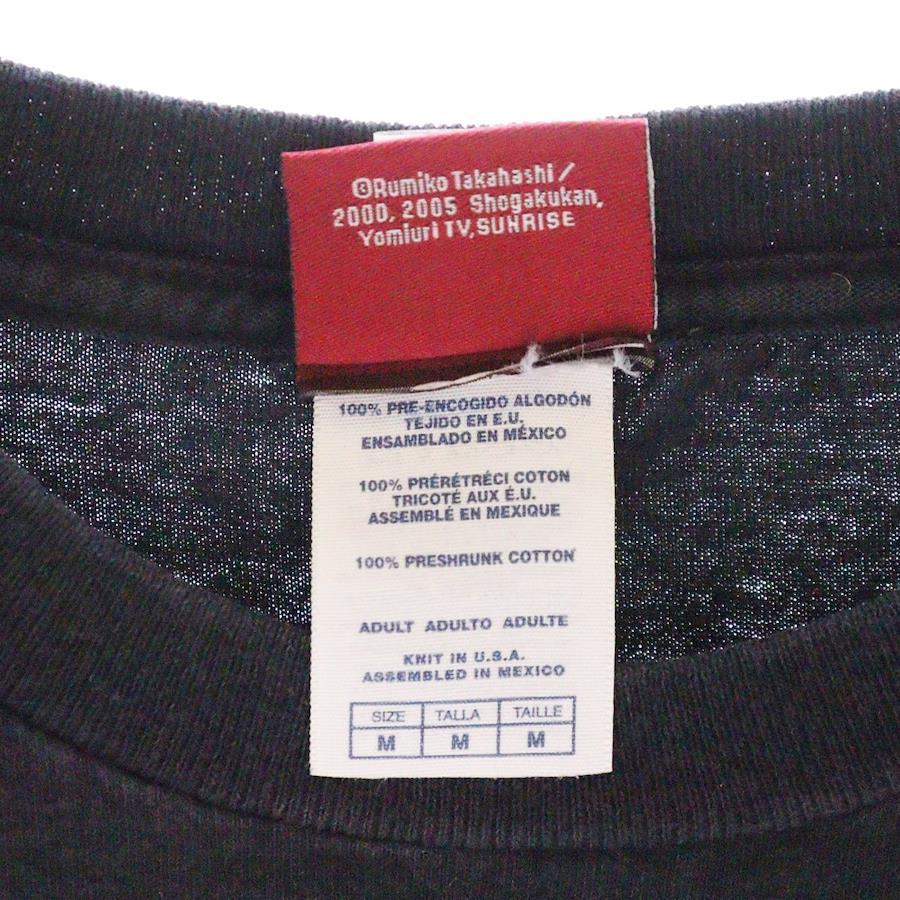 ©Rumiko Takahashi/
2000, 2005 Shogakukan,
Yomiuri TV, SUNRISE
100% PRE-ENCOGIDO ALGODÓN
TEJIDO EN E.U.
ENSAMBLADO EN MÉXICO
100% PRÉRÉTRÉCI COTON
TRICOTÉ AUX É.U.
ASSEMBLÉ EN MEXIQUE
100% PRESHRUNK COTTON
ADULT ADULTO ADULTE
KNIT IN U.S.A.
ASSEMBLED IN MEXICO
SIZE TALLA TAILLE
M M M